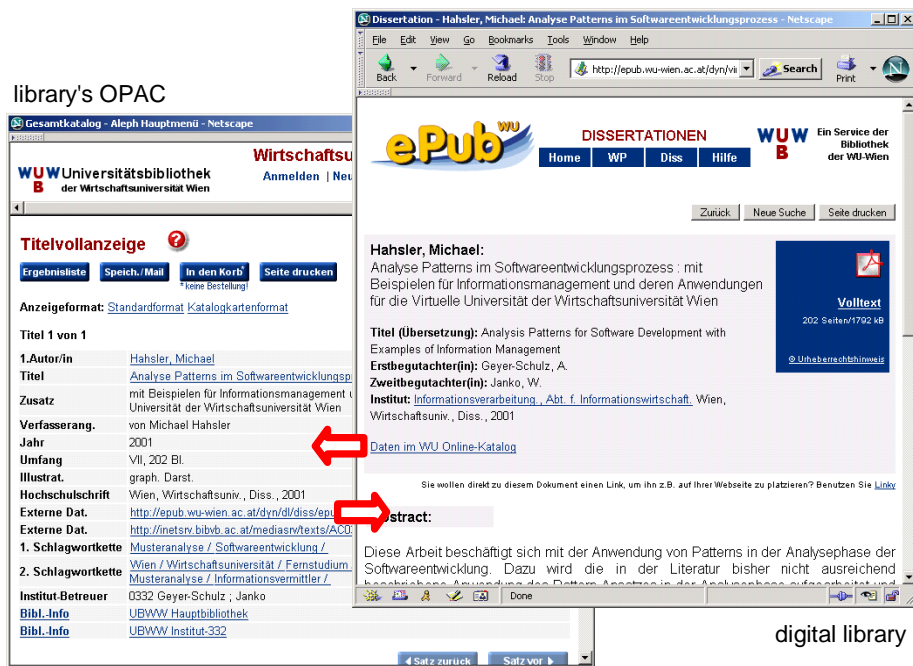 library's OPAC
Gesamtkatalog - Aleph Hauptmenü - Netscape
WUW Universitätsbibliothek
B der Wirtschaftsuniversität Wien
Wirtschaftsu
Anmelden | Neu
Titelvollanzeige ?
Ergebnisliste Speich./Mail In den Korb* Seite drucken
* keine Bestellung!
Anzeigeformat: Standardformat Katalogkartenformat
Titel 1 von 1
1.Autor/in Hahsler, Michael
Titel Analyse Patterns im Softwareentwicklungsp
Zusatz mit Beispielen für Informationsmanagement u
Universität der Wirtschaftsuniversität Wien
Verfasserang. von Michael Hahsler
Jahr 2001
Umfang VII, 202 Bl.
Illustrat. graph. Darst.
Hochschulschrift Wien, Wirtschaftsuniv., Diss., 2001
Externe Dat. http://epub.wu-wien.ac.at/dyn/dl/diss/epu
Externe Dat. http://inetsrv.bibvb.ac.at/mediasrv/texts/AC03
1. Schlagwortkette Musteranalyse / Softwareentwicklung /
2. Schlagwortkette Wien / Wirtschaftsuniversität / Fernstudium
Musteranalyse / Informationsvermittler /
Institut-Betreuer 0332 Geyer-Schulz ; Janko
Bibl.-Info UBWW Hauptbibliothek
Bibl.-Info UBWW Institut-332
Satz zurück Satz vor
Dissertation - Hahsler, Michael: Analyse Patterns im Softwareentwicklungsprozess - Netscape
File Edit View Go Bookmarks Tools Window Help
Back Forward Reload Stop http://epub.wu-wien.ac.at/dyn/vi Search Print N
ePub WU
DISSERTATIONEN
Home WP Diss Hilfe
WUW
B
Ein Service der
Bibliothek
der WU-Wien
Zurück Neue Suche Seite drucken
Hahsler, Michael:
Analyse Patterns im Softwareentwicklungsprozess : mit
Beispielen für Informationsmanagement und deren Anwendungen
für die Virtuelle Universität der Wirtschaftsuniversität Wien
Volltext
202 Seiten/1792 kB
@ Urheberrechtshinweis
Titel (Übersetzung): Analysis Patterns for Software Development with
Examples of Information Management
Erstbegutachter(in): Geyer-Schulz, A.
Zweitbegutachter(in): Janko, W.
Institut: Informationsverarbeitung., Abt. f. Informationswirtschaft. Wien,
Wirtschaftsuniv., Diss., 2001
Daten im WU Online-Katalog
Sie wollen direkt zu diesem Dokument einen Link, um ihn z.B. auf Ihrer Webseite zu platzieren? Benutzen Sie Linkv
stract:
Diese Arbeit beschäftigt sich mit der Anwendung von Patterns in der Analysephase der
Softwareentwicklung. Dazu wird die in der Literatur bisher nicht ausreichend
beschriebene Anwendung des Pattern-Ansatzes in der Analysephase aufgearbeitet und
Done
digital library